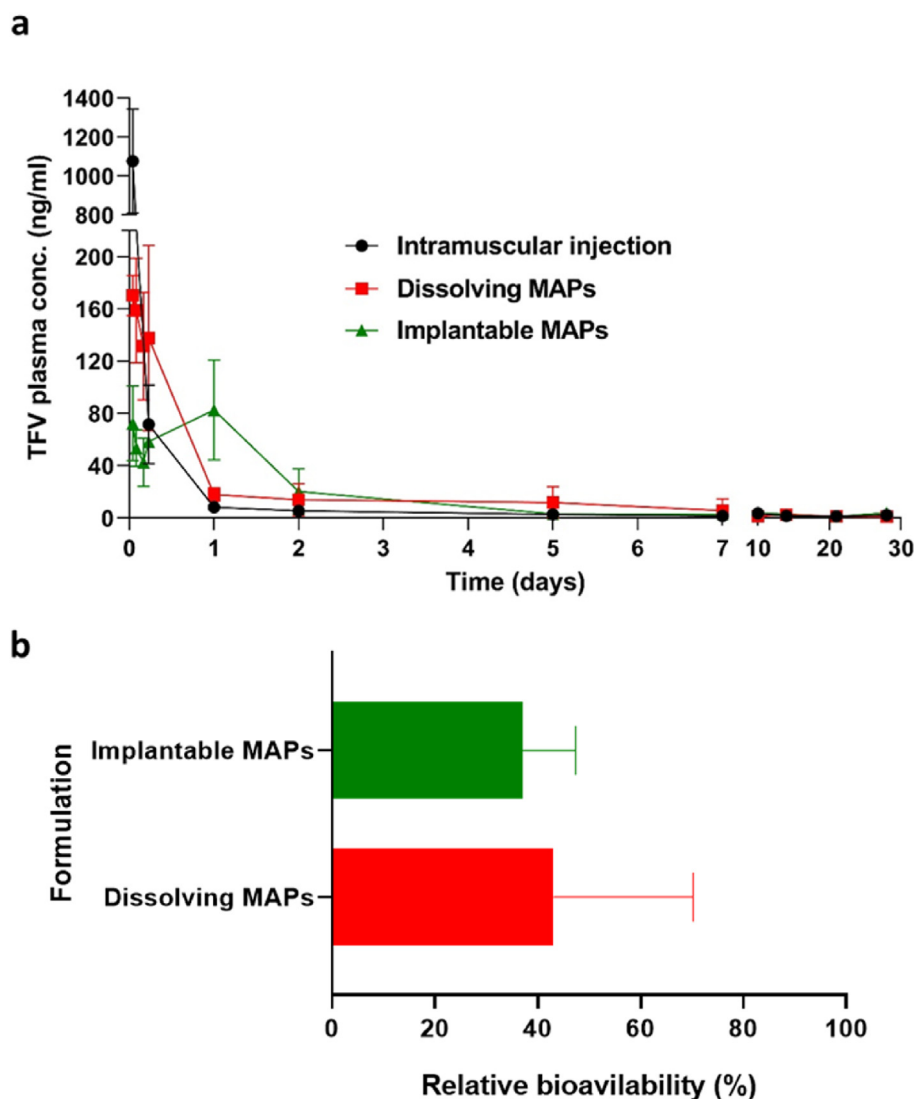 a
TFV plasma conc. (ng/ml)
1400
1200
1000
800
200
160
120
80
40
0
Intramuscular injection
Dissolving MAPs
Implantable MAPs
0 1 2 3 4 5 6 7 10 20 30
Time (days)
b
Formulation
Implantable MAPs
Dissolving MAPs
0 20 40 60 80 100
Relative bioavilability (%)